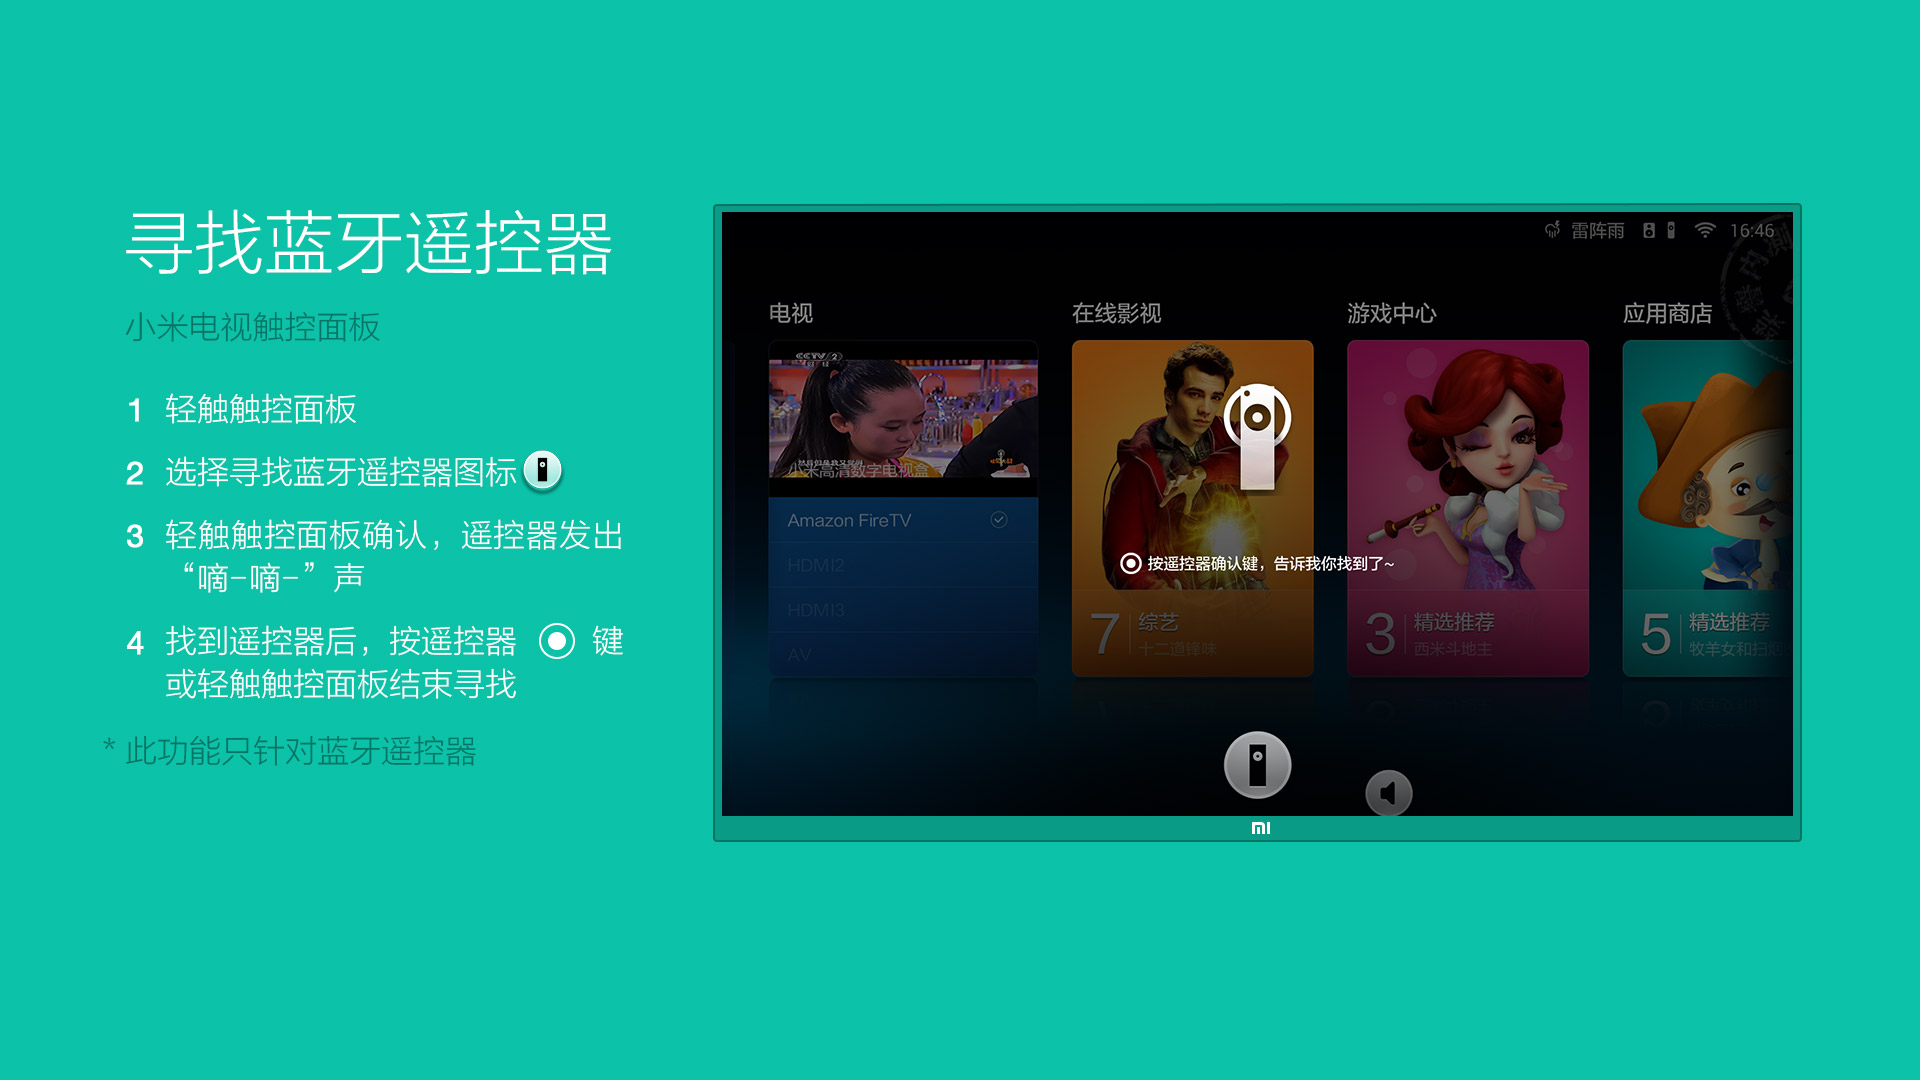 寻找蓝牙遥控器
小米电视触控面板
1 轻触触控面板
2 选择寻找蓝牙遥控器图标
3 轻触触控面板确认，遥控器发出
“嘀-嘀-”声
4 找到遥控器后，按遥控器 键
或轻触触控面板结束寻找
* 此功能只针对蓝牙遥控器
雷阵雨 16:46
内测
电视 在线影视 游戏中心 应用商店
CCTV 2
小米高清数字电视盒
Amazon FireTV
HDMI2
HDMI3
AV
按遥控器确认键，告诉我你找到了~
7 综艺
十二道锋味
3 精选推荐
西米斗地主
5 精选推荐
牧羊女和扫烟
MI